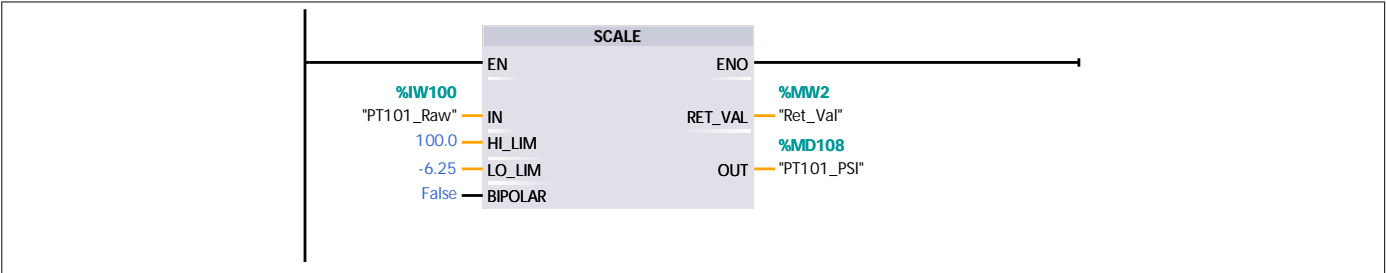 SCALE
EN ENO
%IW100 %MW2
"PT101_Raw" IN RET_VAL "Ret_Val"
100.0 HI_LIM %MD108
-6.25 LO_LIM OUT "PT101_PSI"
False BIPOLAR